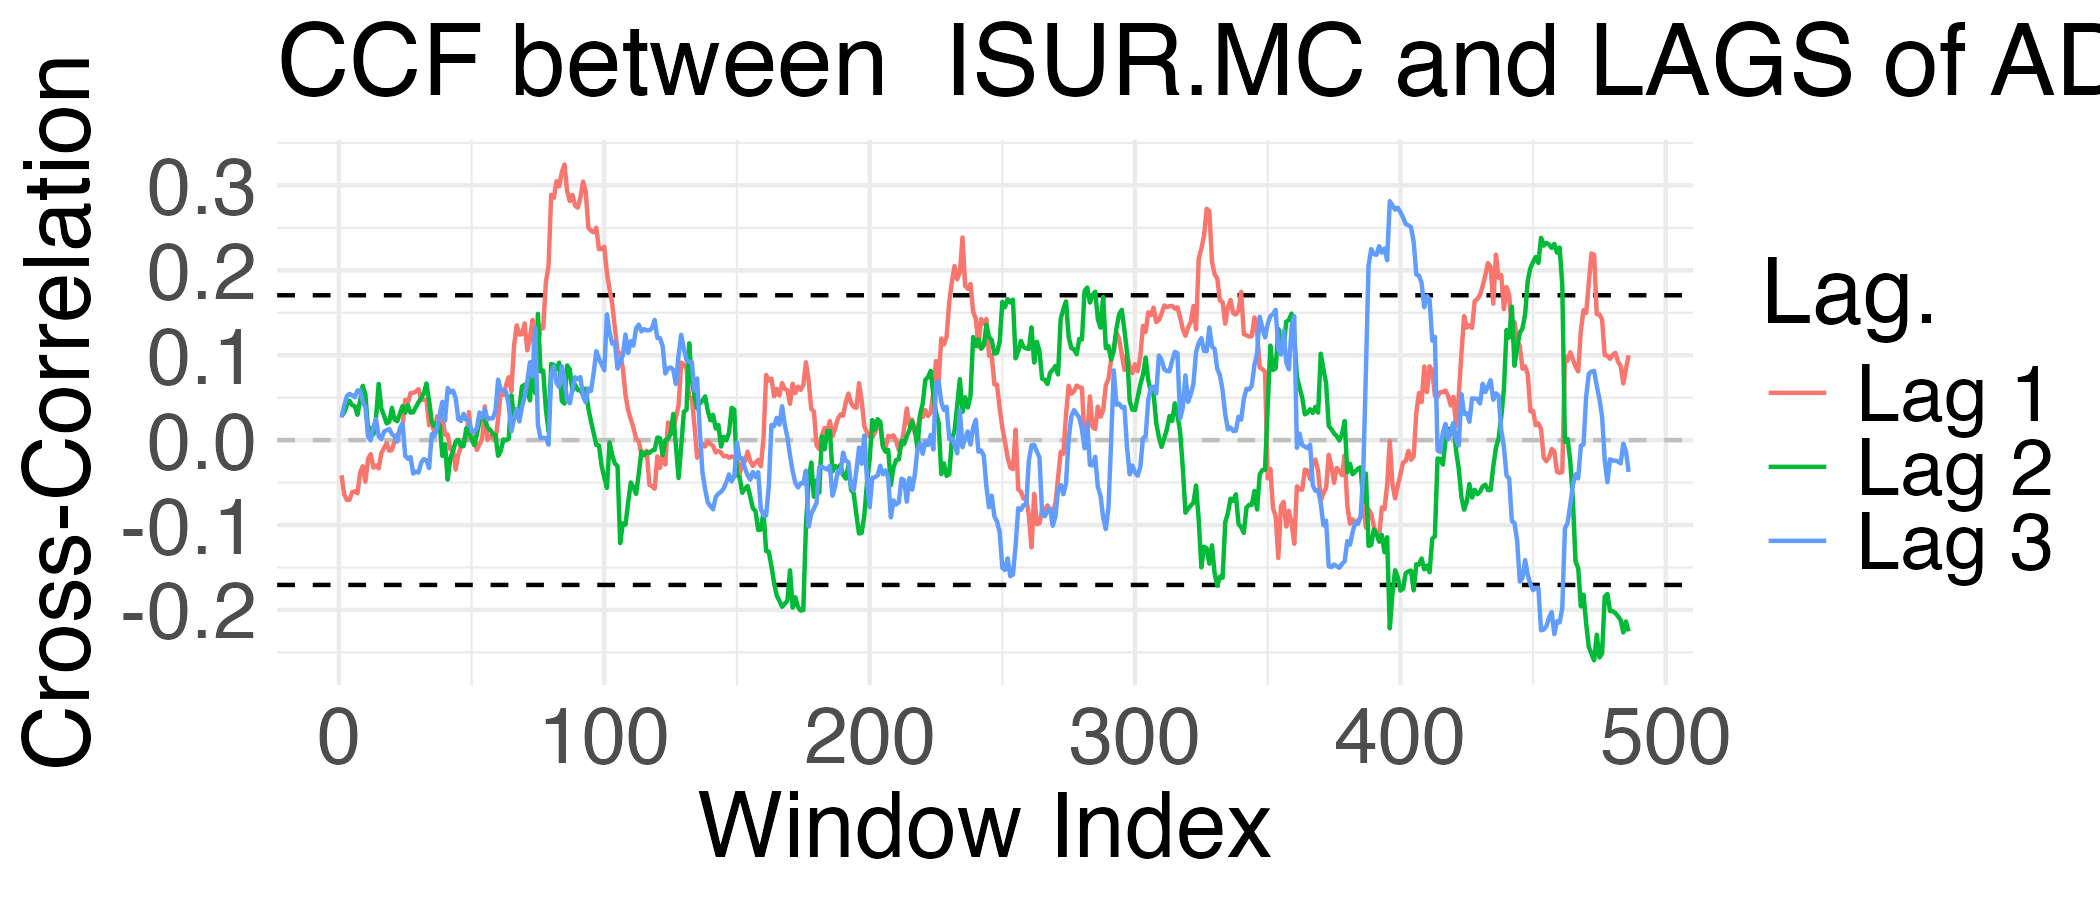 CCF between ISUR.MC and LAGS of AD
Cross-Correlation
0.3
0.2
0.1
0.0
-0.1
-0.2
0 100 200 300 400 500
Window Index
Lag.
Lag 1
Lag 2
Lag 3